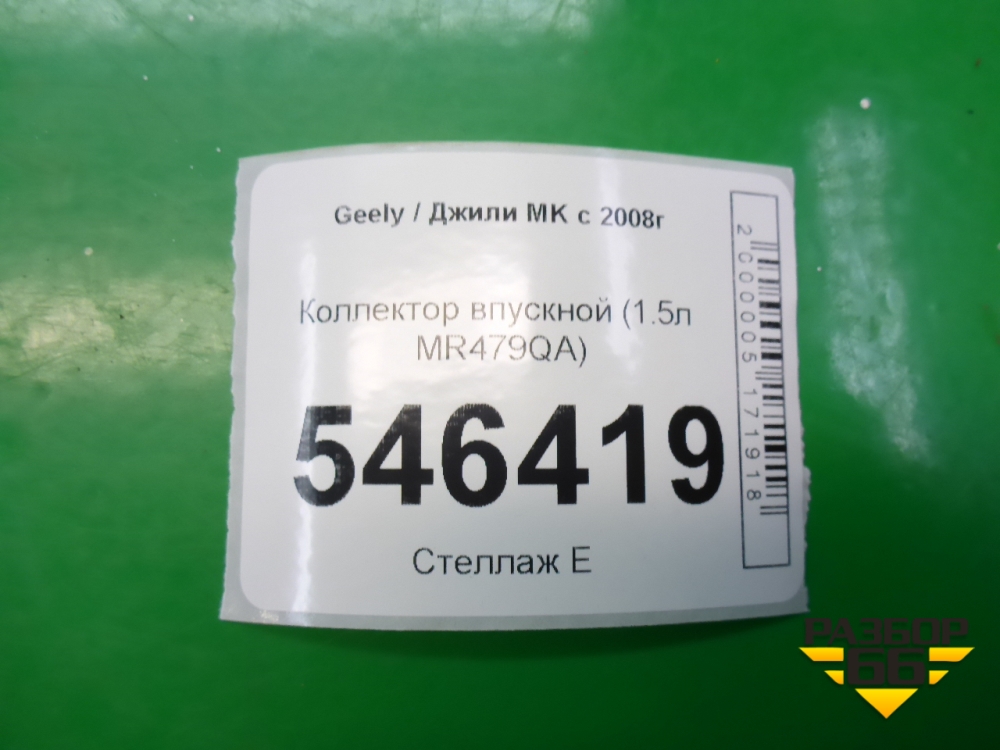 Geely / Джили МК с 2008г
Коллектор впускной (1.5л
MR479QA)
546419
Стеллаж Е
2000005171918
РАЗБОР
66